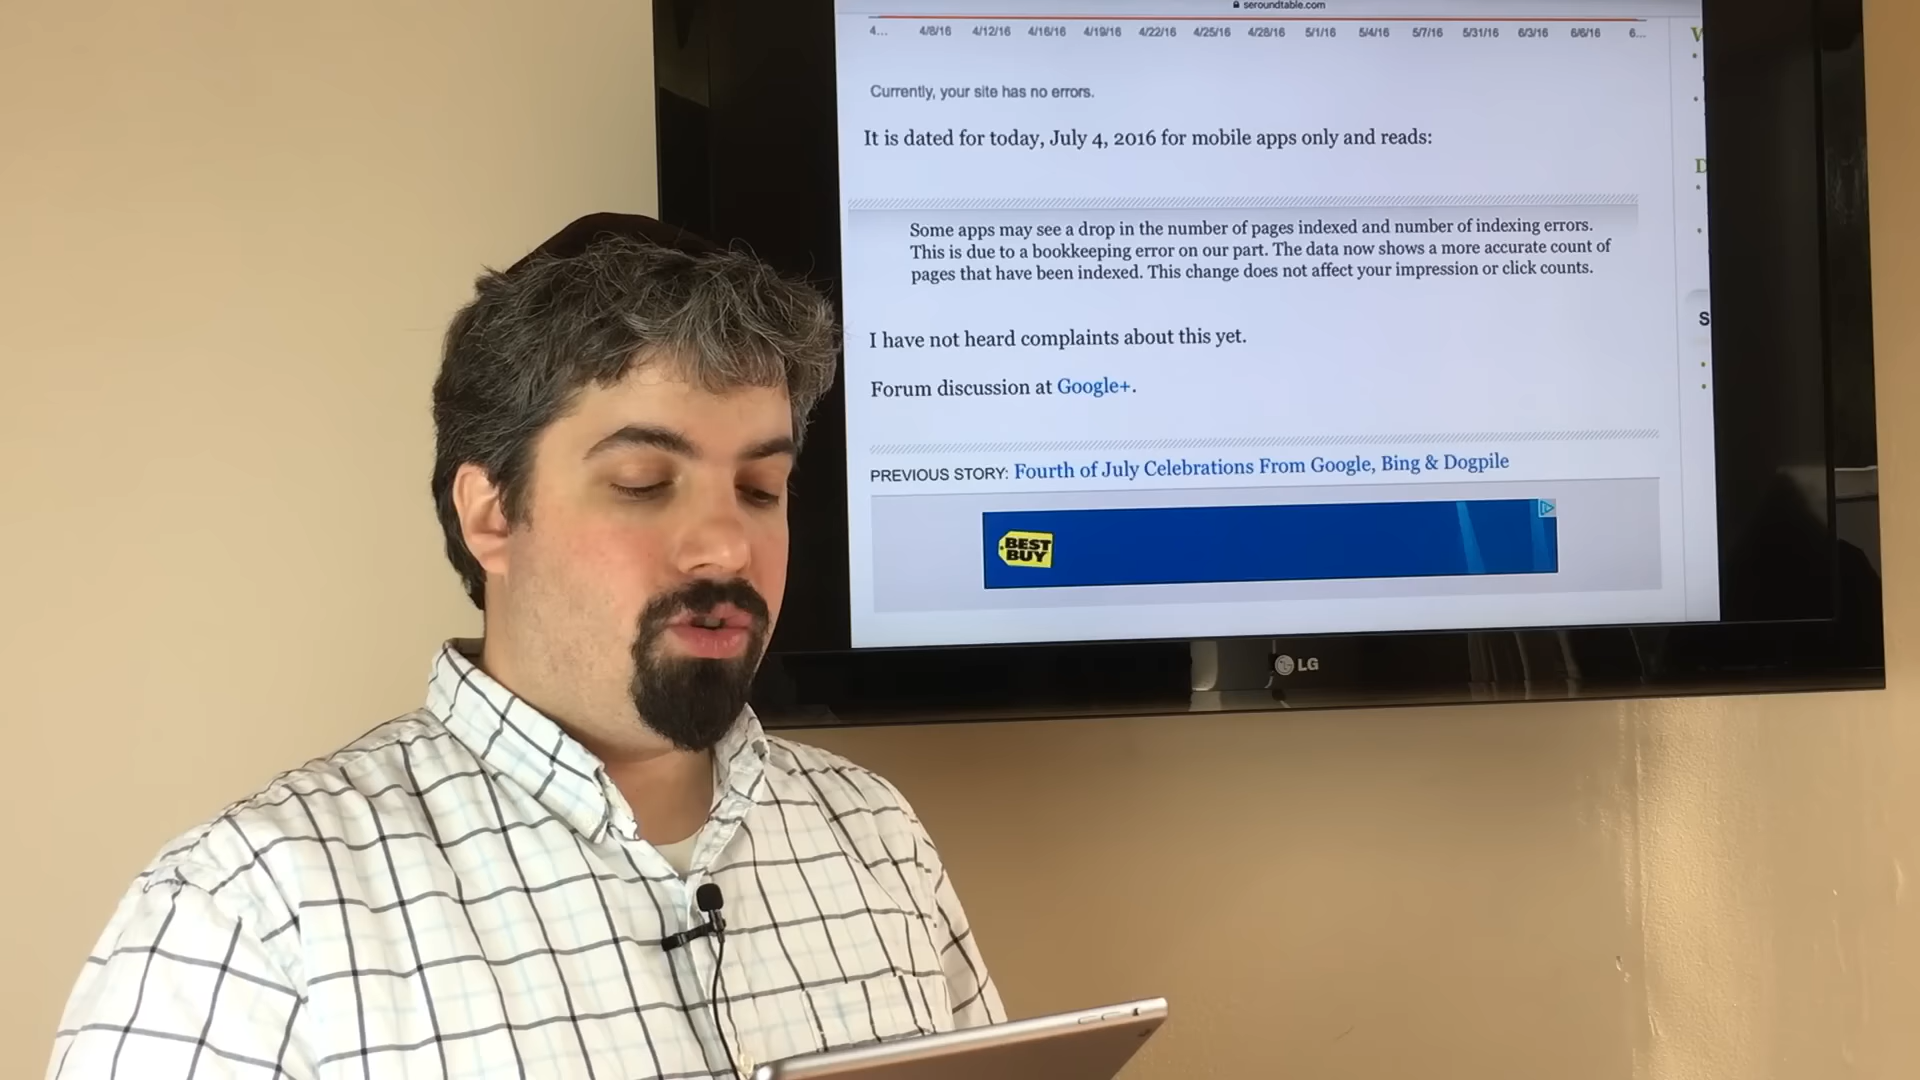 seroundtable.com
4... 4/8/16 4/12/16 4/16/16 4/19/16 4/22/16 4/25/16 4/28/16 5/1/16 5/4/16 5/7/16 5/31/16 6/3/16 6/6/16 6...
Currently, your site has no errors.
It is dated for today, July 4, 2016 for mobile apps only and reads:
Some apps may see a drop in the number of pages indexed and number of indexing errors.
This is due to a bookkeeping error on our part. The data now shows a more accurate count of
pages that have been indexed. This change does not affect your impression or click counts.
I have not heard complaints about this yet.
Forum discussion at Google+.
PREVIOUS STORY: Fourth of July Celebrations From Google, Bing & Dogpile
BEST
BUY
LG